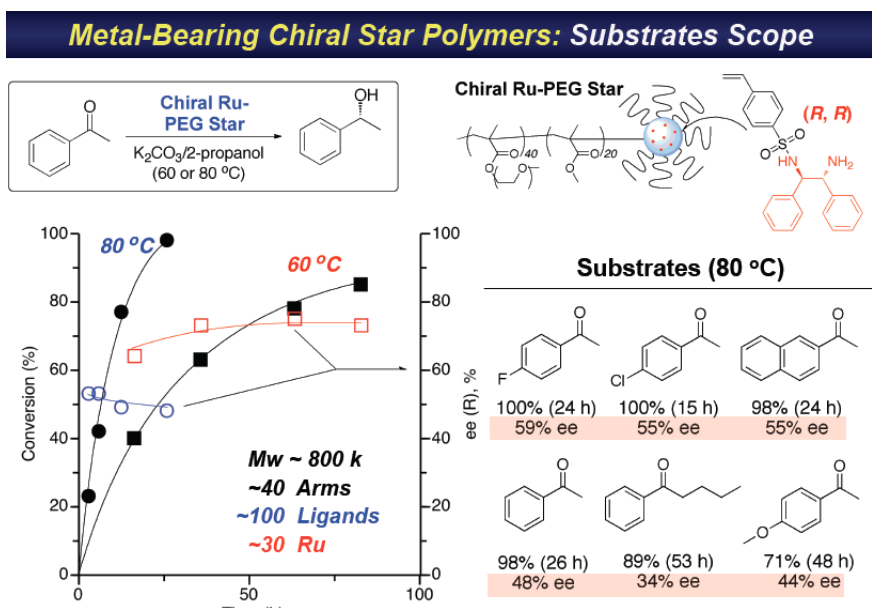 Metal-Bearing Chiral Star Polymers: Substrates Scope
O
Chiral Ru-
PEG Star
K2CO3/2-propanol
(60 or 80 °C)
OH
Chiral Ru-PEG Star
O
O
40
O
O
20
O
O
(R, R)
O
S
O
HN
NH2
100
80
60
40
20
0
Conversion (%)
80 °C
60 °C
Mw ~ 800 k
~40 Arms
~100 Ligands
~30 Ru
0
50
100
100
80
60
40
20
0
ee (R), %
Substrates (80 °C)
O
F
O
Cl
O
100% (24 h)
100% (15 h)
98% (24 h)
59% ee
55% ee
55% ee
O
O
O
O
98% (26 h)
89% (53 h)
71% (48 h)
48% ee
34% ee
44% ee